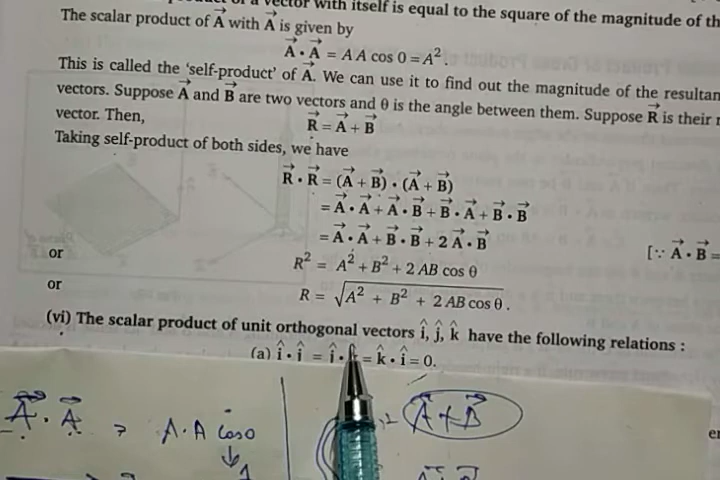 a vector with itself is equal to the square of the magnitude of th
The scalar product of A⃗ with A⃗ is given by
A⃗ • A⃗ = A A cos 0 = A².
This is called the ‘self-product’ of A⃗. We can use it to find out the magnitude of the resultan
vectors. Suppose A⃗ and B⃗ are two vectors and θ is the angle between them. Suppose R⃗ is their r
vector. Then,
R⃗ = A⃗ + B⃗
Taking self-product of both sides, we have
R⃗ • R⃗ = (A⃗ + B⃗) • (A⃗ + B⃗)
= A⃗ • A⃗ + A⃗ • B⃗ + B⃗ • A⃗ + B⃗ • B⃗
= A⃗ • A⃗ + B⃗ • B⃗ + 2 A⃗ • B⃗ [∵ A⃗ • B⃗ =
or R² = A² + B² + 2 AB cos θ
or R = √(A² + B² + 2 AB cos θ).
(vi) The scalar product of unit orthogonal vectors î, ĵ, k̂ have the following relations :
(a) î • ĵ = î • k̂ = k̂ • î = 0.
A⃗ . A⃗ = A.A cos0 A⃗ + B⃗
↓
1